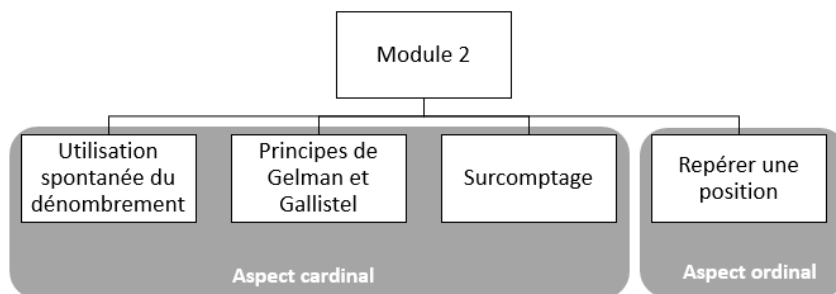 Module 2
Utilisation
spontanée du
dénombrement
Principes de
Gelman et
Gallistel
Surcomptage
Repérer une
position
Aspect cardinal
Aspect ordinal